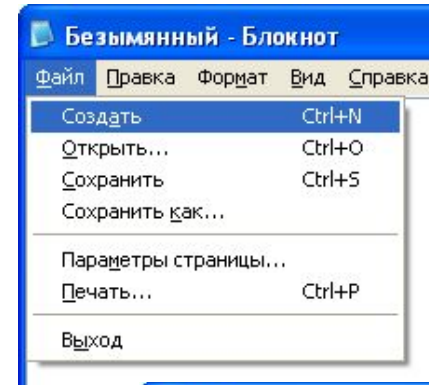 Безымянный - Блокнот
Файл Правка Формат Вид Справка
Создать Ctrl+N
Открыть... Ctrl+O
Сохранить Ctrl+S
Сохранить как...
Параметры страницы...
Печать... Ctrl+P
Выход